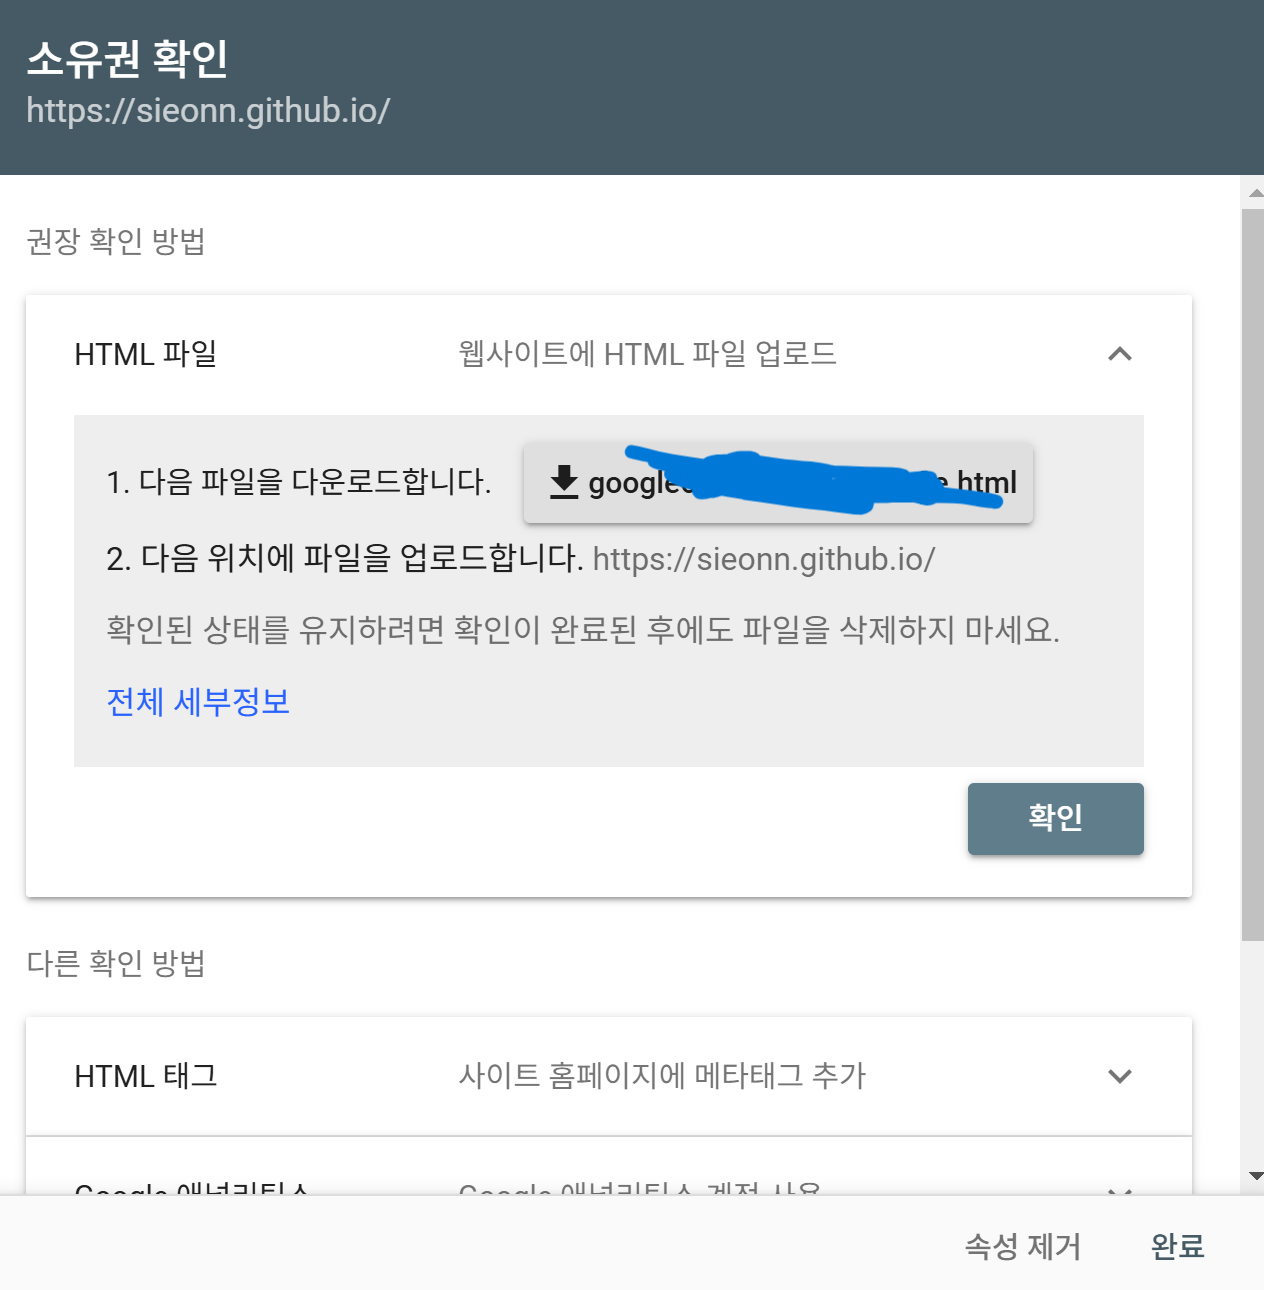 소유권 확인
https://sieonn.github.io/
권장 확인 방법
HTML 파일 웹사이트에 HTML 파일 업로드
1. 다음 파일을 다운로드합니다. google html
2. 다음 위치에 파일을 업로드합니다. https://sieonn.github.io/
확인된 상태를 유지하려면 확인이 완료된 후에도 파일을 삭제하지 마세요.
전체 세부정보
확인
다른 확인 방법
HTML 태그 사이트 홈페이지에 메타태그 추가
Google 애널리틱스 Google 애널리틱스 계정 사용
속성 제거 완료